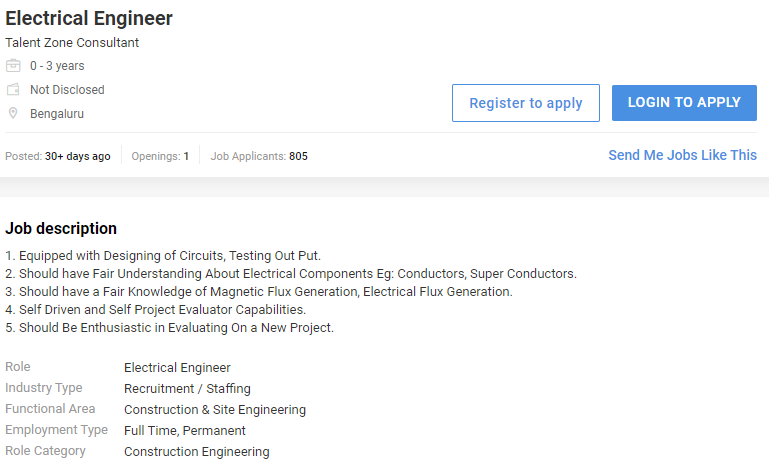 Electrical Engineer
Talent Zone Consultant
0 - 3 years
Not Disclosed
Bengaluru
Register to apply
LOGIN TO APPLY
Posted: 30+ days ago
Openings: 1
Job Applicants: 805
Send Me Jobs Like This
Job description
1. Equipped with Designing of Circuits, Testing Out Put.
2. Should have Fair Understanding About Electrical Components Eg: Conductors, Super Conductors.
3. Should have a Fair Knowledge of Magnetic Flux Generation, Electrical Flux Generation.
4. Self Driven and Self Project Evaluator Capabilities.
5. Should Be Enthusiastic in Evaluating On a New Project.
Role Electrical Engineer
Industry Type Recruitment / Staffing
Functional Area Construction & Site Engineering
Employment Type Full Time, Permanent
Role Category Construction Engineering